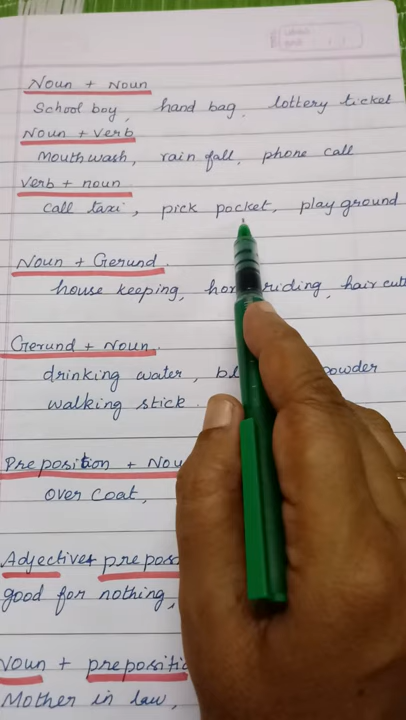 Noun + Noun
School boy, hand bag, lottery ticket
Noun + Verb
Mouth wash, rain fall, phone call
Verb + noun
call taxi, pick pocket, play ground
Noun + Gerund
house keeping, riding, hair cut
Gerund + Noun
drinking water, powder
walking stick
Preposition +
over coat,
Adjective +
good for nothing,
Noun +
Mother in law,